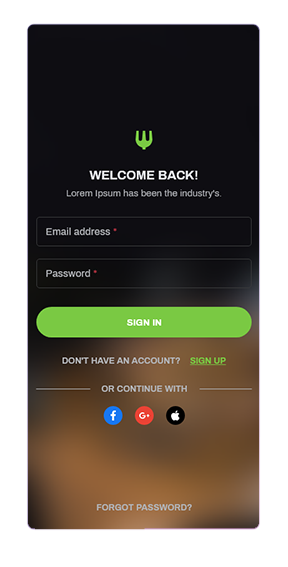 WELCOME BACK!
Lorem Ipsum has been the industry's.
Email address *
Password *
SIGN IN
DON'T HAVE AN ACCOUNT? SIGN UP
OR CONTINUE WITH
f G+
FORGOT PASSWORD?